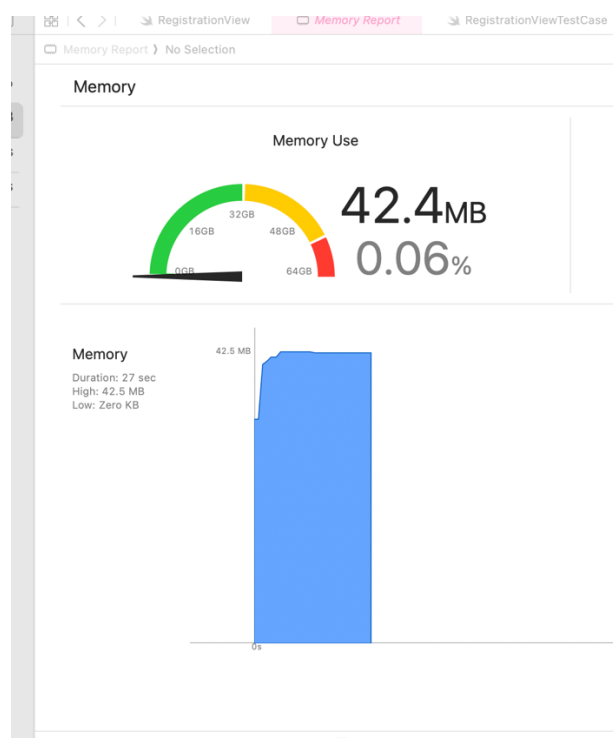 RegistrationView Memory Report RegistrationViewTestCase
Memory Report ⟩ No Selection
Memory
Memory Use
42.4MB
0.06%
32GB
16GB 48GB
0GB 64GB
Memory
Duration: 27 sec
High: 42.5 MB
Low: Zero KB
42.5 MB
0s